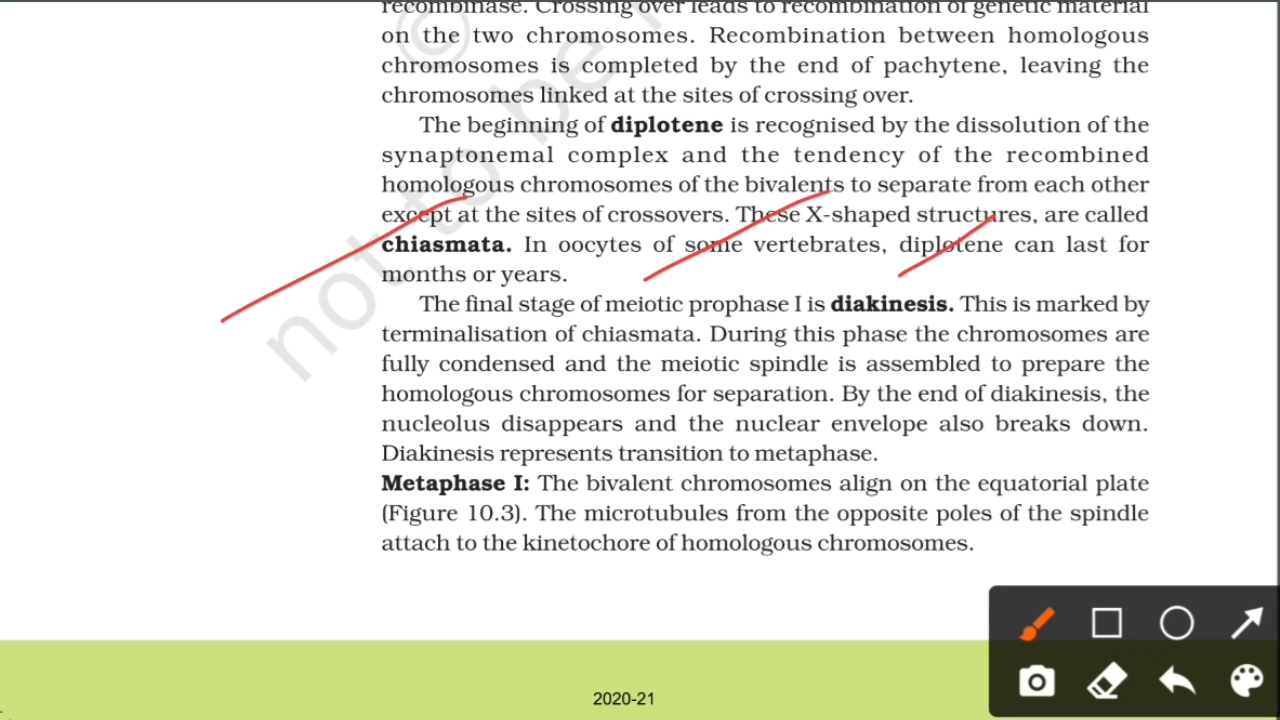 recombinase. Crossing over leads to recombination of genetic material
on the two chromosomes. Recombination between homologous
chromosomes is completed by the end of pachytene, leaving the
chromosomes linked at the sites of crossing over.
The beginning of diplotene is recognised by the dissolution of the
synaptonemal complex and the tendency of the recombined
homologous chromosomes of the bivalents to separate from each other
except at the sites of crossovers. These X-shaped structures, are called
chiasmata. In oocytes of some vertebrates, diplotene can last for
months or years.
The final stage of meiotic prophase I is diakinesis. This is marked by
terminalisation of chiasmata. During this phase the chromosomes are
fully condensed and the meiotic spindle is assembled to prepare the
homologous chromosomes for separation. By the end of diakinesis, the
nucleolus disappears and the nuclear envelope also breaks down.
Diakinesis represents transition to metaphase.
Metaphase I: The bivalent chromosomes align on the equatorial plate
(Figure 10.3). The microtubules from the opposite poles of the spindle
attach to the kinetochore of homologous chromosomes.
©
not to be
2020-21